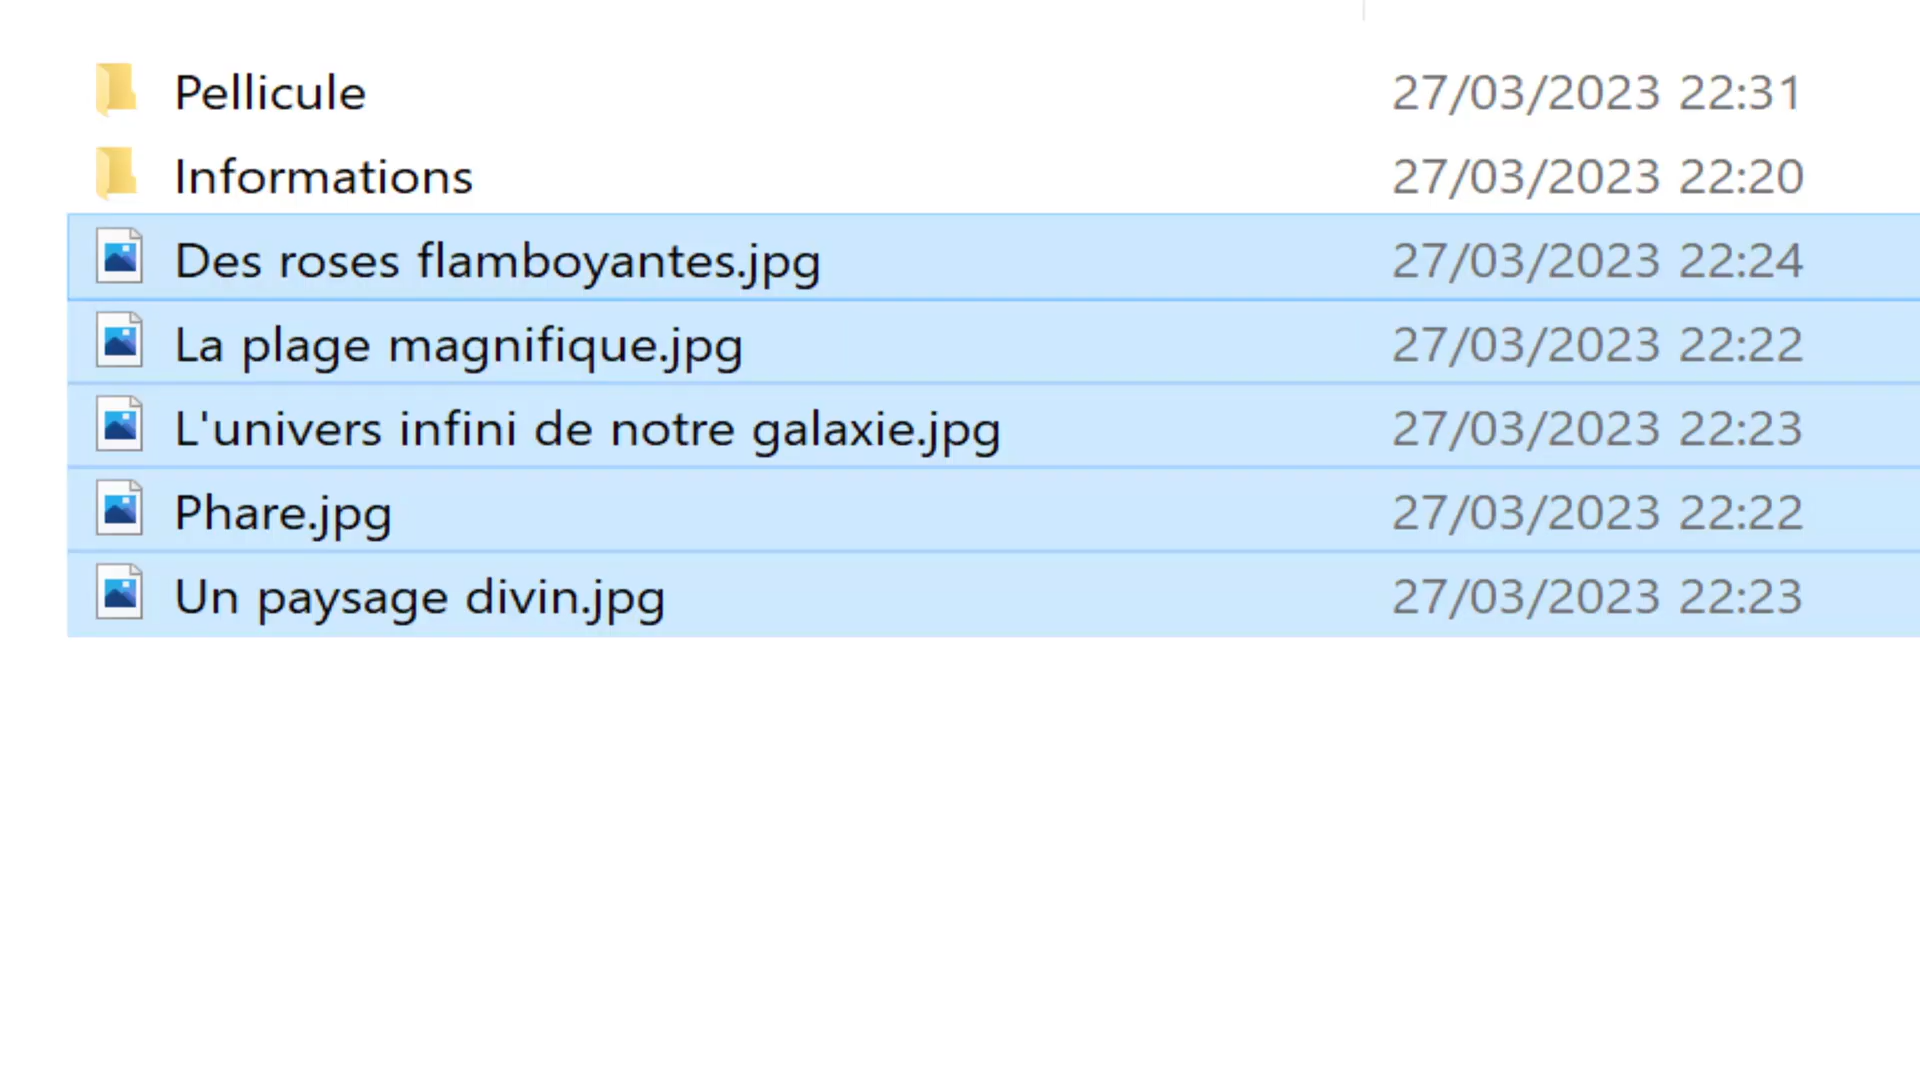 Pellicule 27/03/2023 22:31
Informations 27/03/2023 22:20
Des roses flamboyantes.jpg 27/03/2023 22:24
La plage magnifique.jpg 27/03/2023 22:22
L'univers infini de notre galaxie.jpg 27/03/2023 22:23
Phare.jpg 27/03/2023 22:22
Un paysage divin.jpg 27/03/2023 22:23